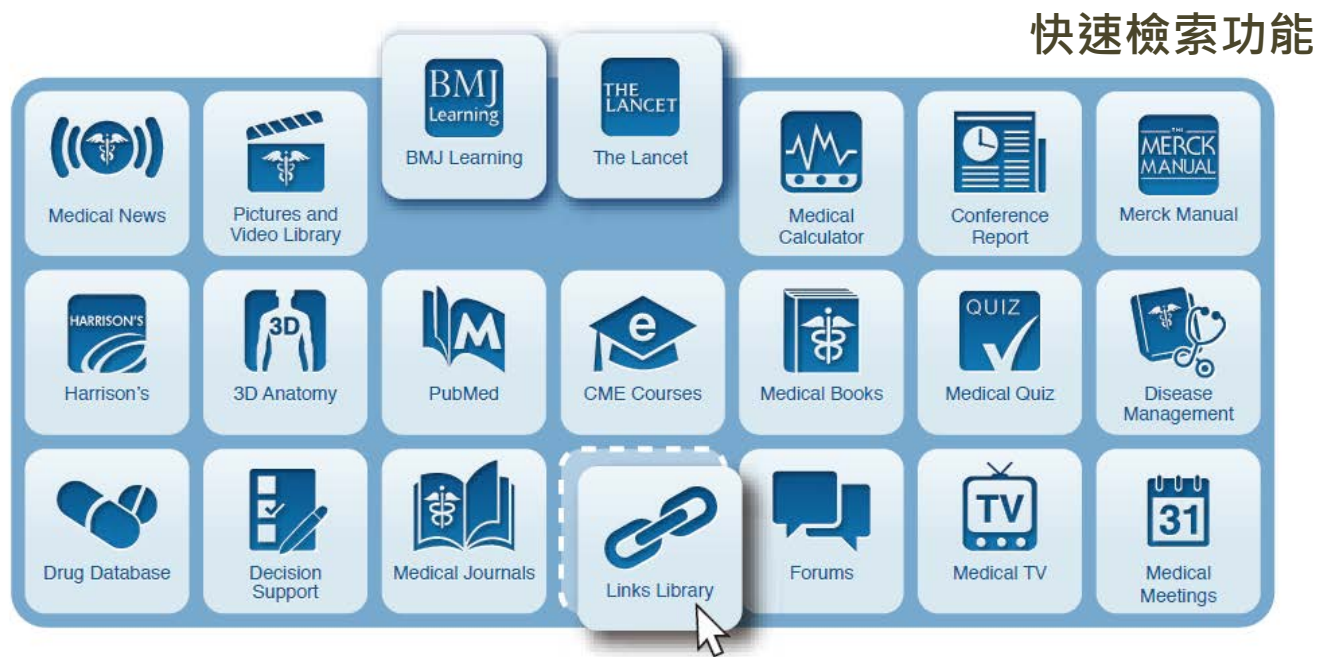 快速檢索功能
BMJ
Learning
BMJ Learning
THE
LANCET
The Lancet
Medical News
Pictures and
Video Library
Medical
Calculator
Conference
Report
THE
MERCK
MANUAL
Merck Manual
HARRISON'S
Harrison's
3D
3D Anatomy
M
PubMed
e
CME Courses
Medical Books
QUIZ
Medical Quiz
Disease
Management
Drug Database
Decision
Support
Medical Journals
Links Library
Forums
TV
Medical TV
31
Medical
Meetings